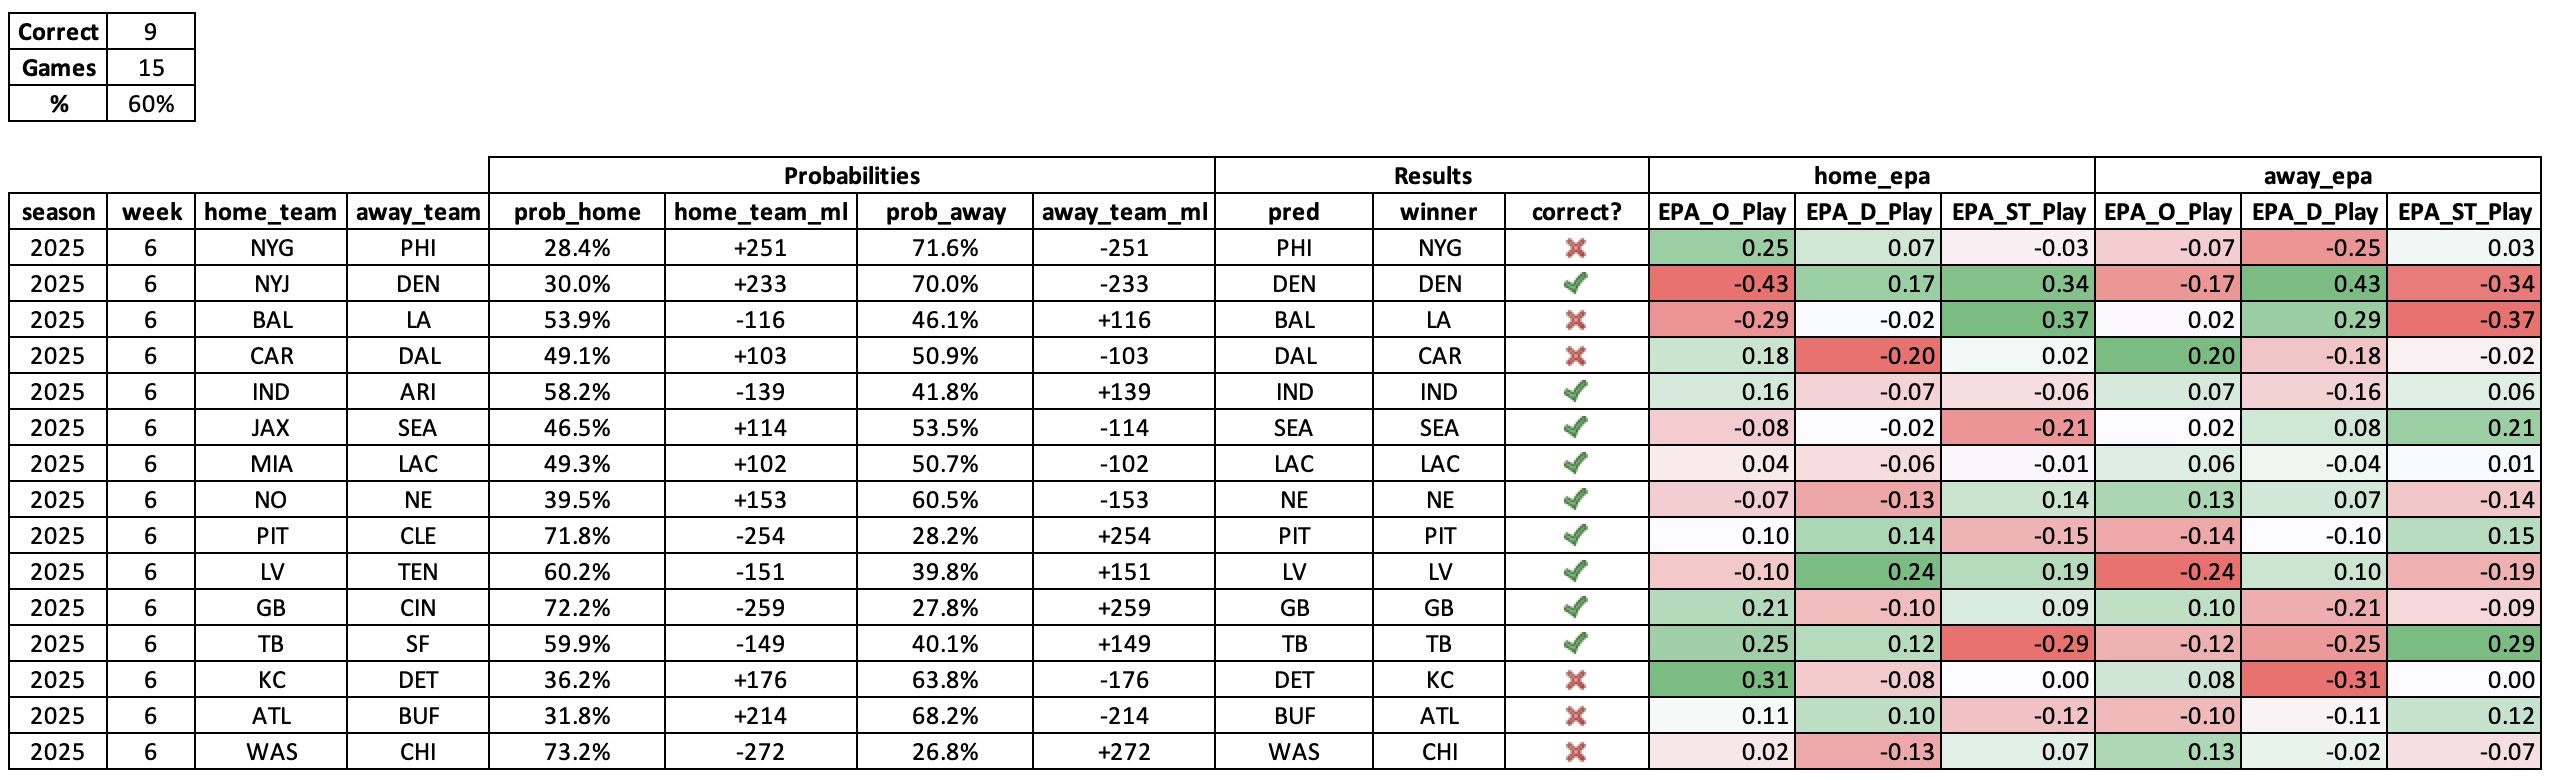 Correct 9
Games 15
% 60%
Probabilities Results home_epa away_epa
season week home_team away_team prob_home home_team_ml prob_away away_team_ml pred winner correct? EPA_O_Play EPA_D_Play EPA_ST_Play EPA_O_Play EPA_D_Play EPA_ST_Play
2025 6 NYG PHI 28.4% +251 71.6% -251 PHI NYG 0.25 0.07 -0.03 -0.07 -0.25 0.03
2025 6 NYJ DEN 30.0% +233 70.0% -233 DEN DEN -0.43 0.17 0.34 -0.17 0.43 -0.34
2025 6 BAL LA 53.9% -116 46.1% +116 BAL LA -0.29 -0.02 0.37 0.02 0.29 -0.37
2025 6 CAR DAL 49.1% +103 50.9% -103 DAL CAR 0.18 -0.20 0.02 0.20 -0.18 -0.02
2025 6 IND ARI 58.2% -139 41.8% +139 IND IND 0.16 -0.07 -0.06 0.07 -0.16 0.06
2025 6 JAX SEA 46.5% +114 53.5% -114 SEA SEA -0.08 -0.02 -0.21 0.02 0.08 0.21
2025 6 MIA LAC 49.3% +102 50.7% -102 LAC LAC 0.04 -0.06 -0.01 0.06 -0.04 0.01
2025 6 NO NE 39.5% +153 60.5% -153 NE NE -0.07 -0.13 0.14 0.13 0.07 -0.14
2025 6 PIT CLE 71.8% -254 28.2% +254 PIT PIT 0.10 0.14 -0.15 -0.14 -0.10 0.15
2025 6 LV TEN 60.2% -151 39.8% +151 LV LV -0.10 0.24 0.19 -0.24 0.10 -0.19
2025 6 GB CIN 72.2% -259 27.8% +259 GB GB 0.21 -0.10 0.09 0.10 -0.21 -0.09
2025 6 TB SF 59.9% -149 40.1% +149 TB TB 0.25 0.12 -0.29 -0.12 -0.25 0.29
2025 6 KC DET 36.2% +176 63.8% -176 DET KC 0.31 -0.08 0.00 0.08 -0.31 0.00
2025 6 ATL BUF 31.8% +214 68.2% -214 BUF ATL 0.11 0.10 -0.12 -0.10 -0.11 0.12
2025 6 WAS CHI 73.2% -272 26.8% +272 WAS CHI 0.02 -0.13 0.07 0.13 -0.02 -0.07